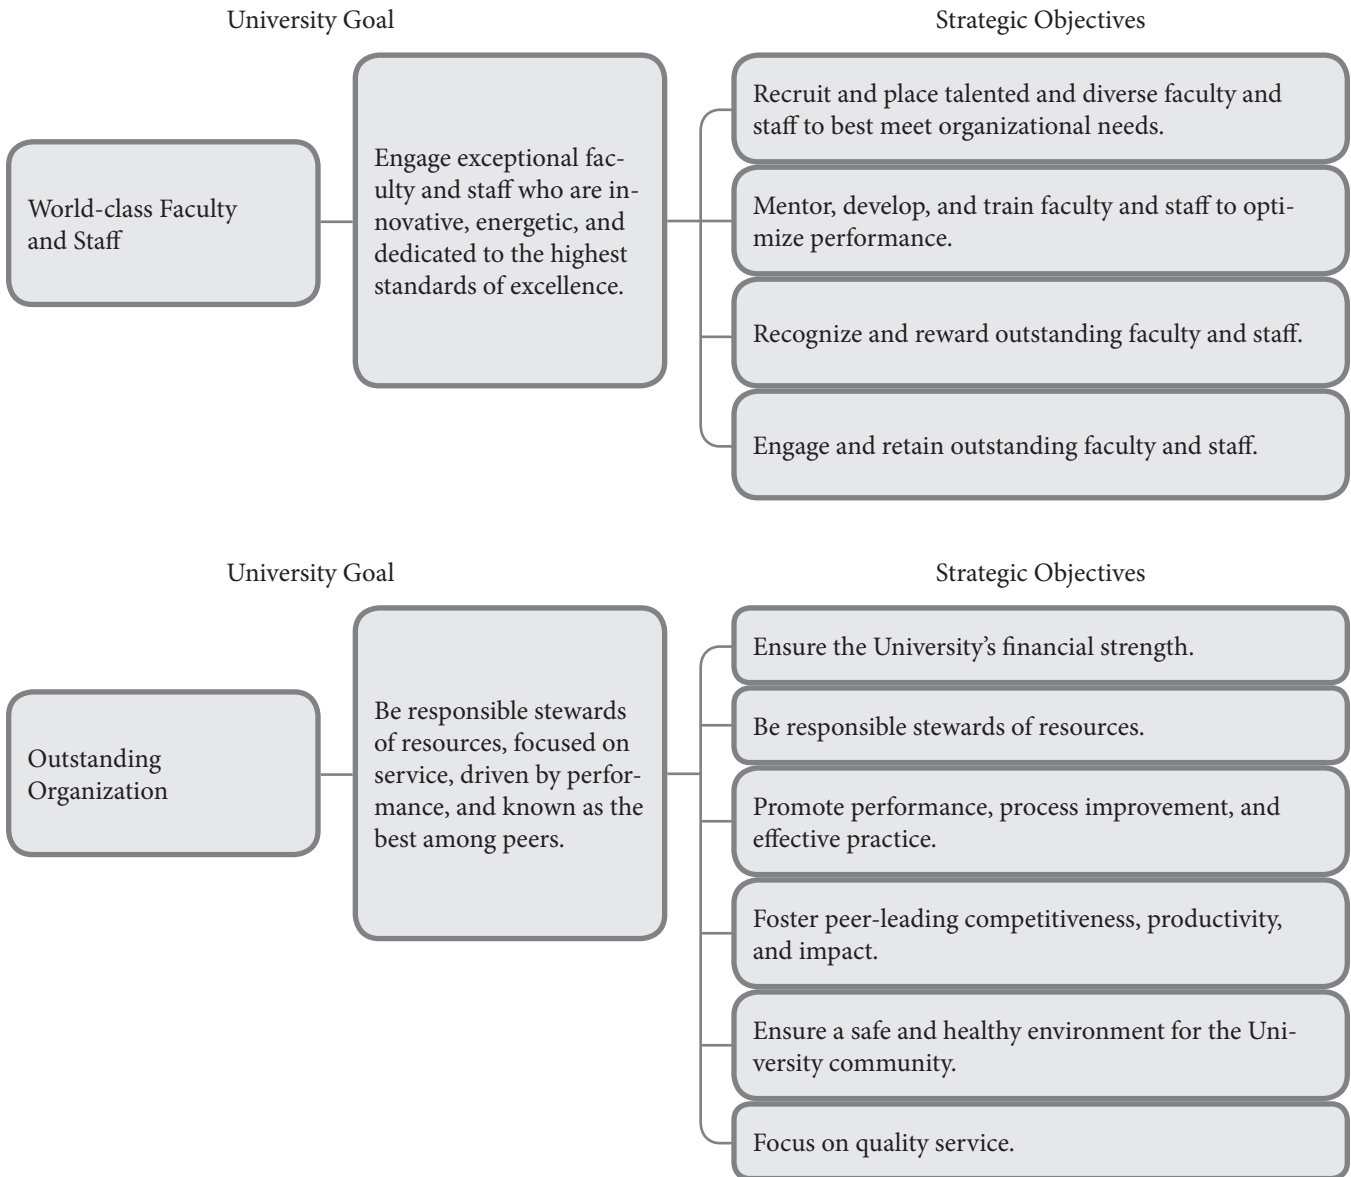 University Goal
Strategic Objectives
World-class Faculty
and Staff
Engage exceptional fac-
ulty and staff who are in-
novative, energetic, and
dedicated to the highest
standards of excellence.
Recruit and place talented and diverse faculty and
staff to best meet organizational needs.
Mentor, develop, and train faculty and staff to opti-
mize performance.
Recognize and reward outstanding faculty and staff.
Engage and retain outstanding faculty and staff.
University Goal
Strategic Objectives
Outstanding
Organization
Be responsible stewards
of resources, focused on
service, driven by perfor-
mance, and known as the
best among peers.
Ensure the University’s financial strength.
Be responsible stewards of resources.
Promote performance, process improvement, and
effective practice.
Foster peer-leading competitiveness, productivity,
and impact.
Ensure a safe and healthy environment for the Uni-
versity community.
Focus on quality service.